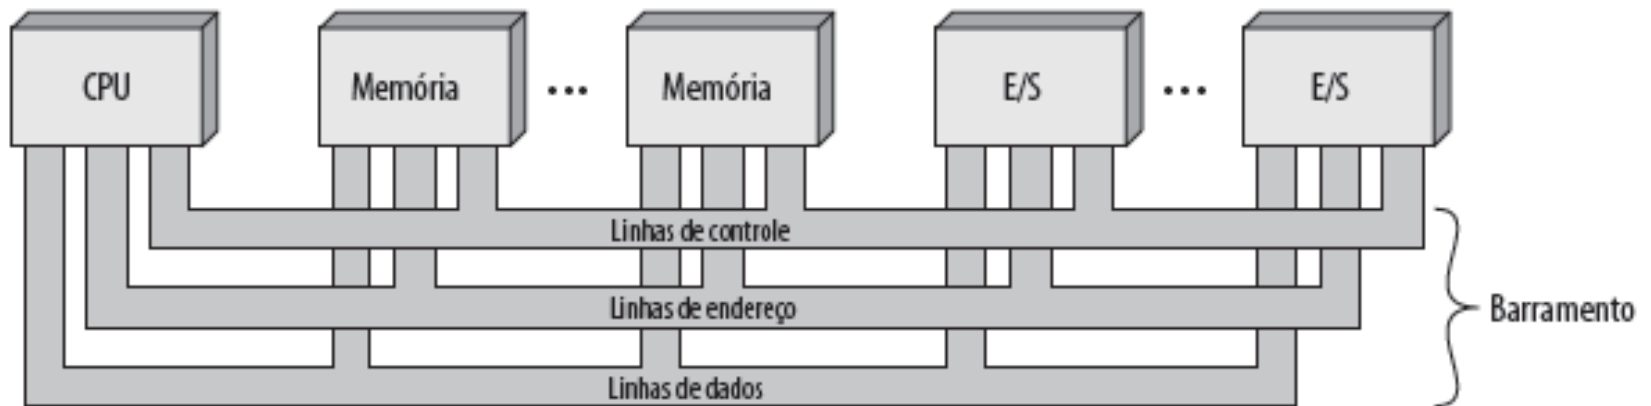 CPU
Memória
...
Memória
E/S
...
E/S
Linhas de controle
Linhas de endereço
Linhas de dados
Barramento